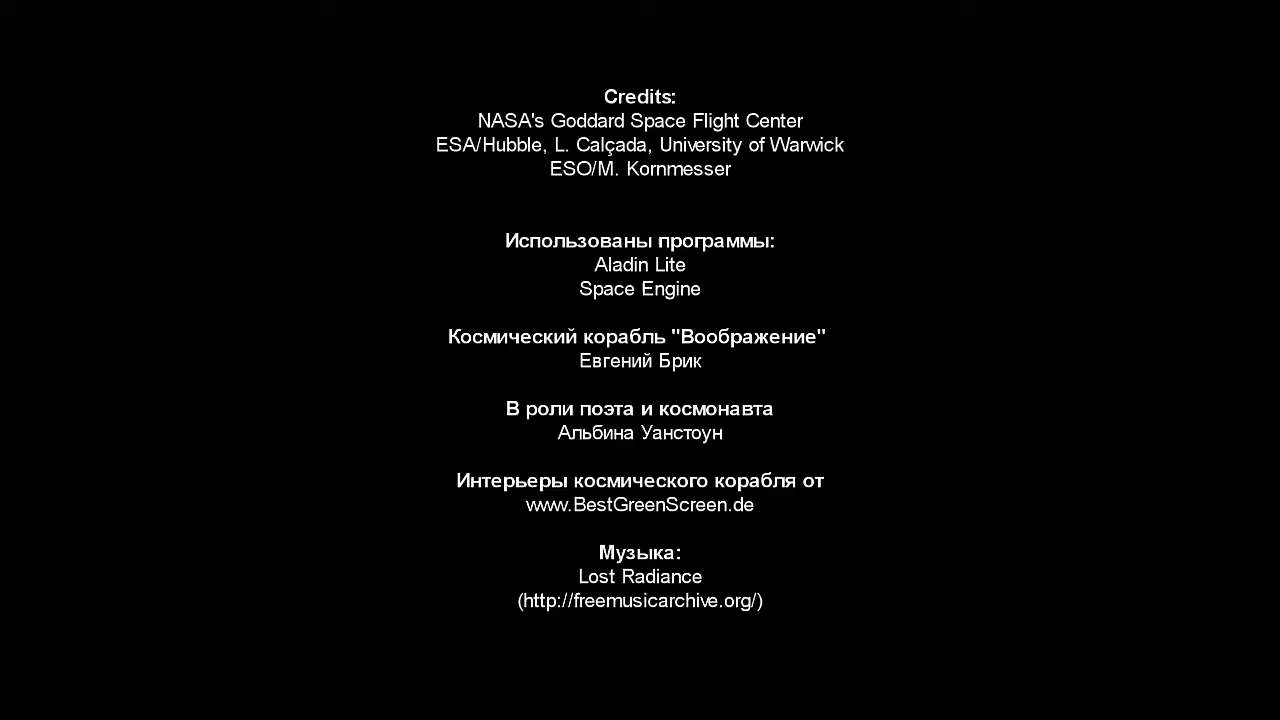 Credits:
NASA's Goddard Space Flight Center
ESA/Hubble, L. Calçada, University of Warwick
ESO/M. Kornmesser
Использованы программы:
Aladin Lite
Space Engine
Космический корабль "Воображение"
Евгений Брик
В роли поэта и космонавта
Альбина Уанстоун
Интерьеры космического корабля от
www.BestGreenScreen.de
Музыка:
Lost Radiance
(http://freemusicarchive.org/)